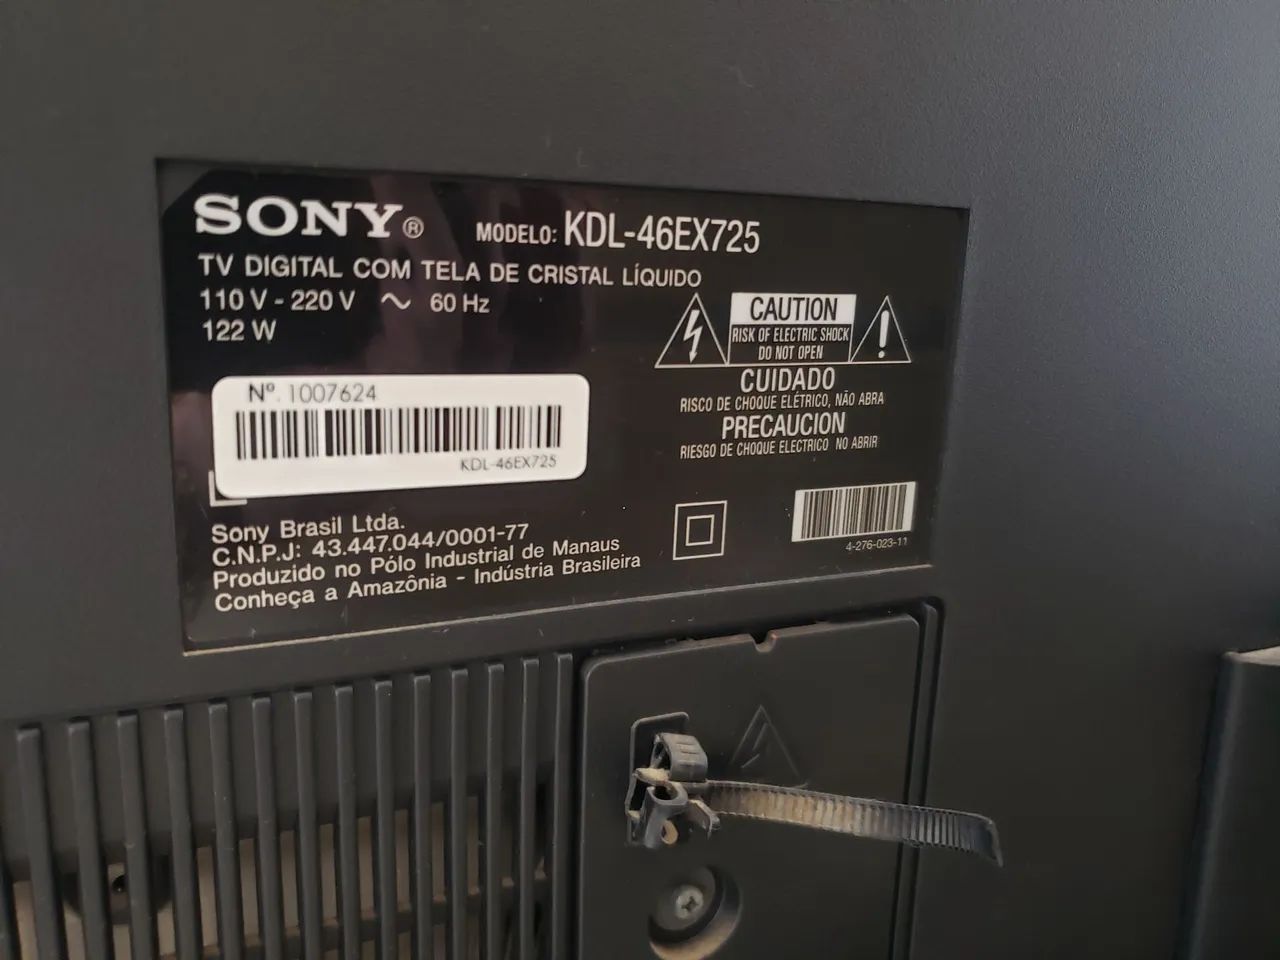 SONY® MODELO: KDL-46EX725
TV DIGITAL COM TELA DE CRISTAL LÍQUIDO
110 V - 220 V ~ 60 Hz
122 W
CAUTION
RISK OF ELECTRIC SHOCK
DO NOT OPEN
CUIDADO
RISCO DE CHOQUE ELÉTRICO, NÃO ABRA
PRECAUCION
RIESGO DE CHOQUE ELECTRICO NO ABRIR
Nº. 1007624
KDL-46EX725
Sony Brasil Ltda.
C.N.P.J: 43.447.044/0001-77
Produzido no Pólo Industrial de Manaus
Conheça a Amazônia - Indústria Brasileira
4-276-023-11